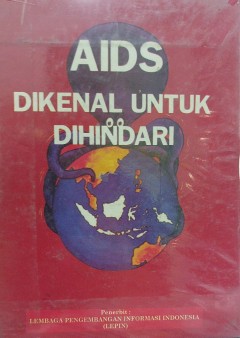 AIDS
DIKENAL UNTUK
DIHINDARI
Penerbit :
LEMBAGA PENGEMBANGAN INFORMASI INDONESIA
(LEPIN)